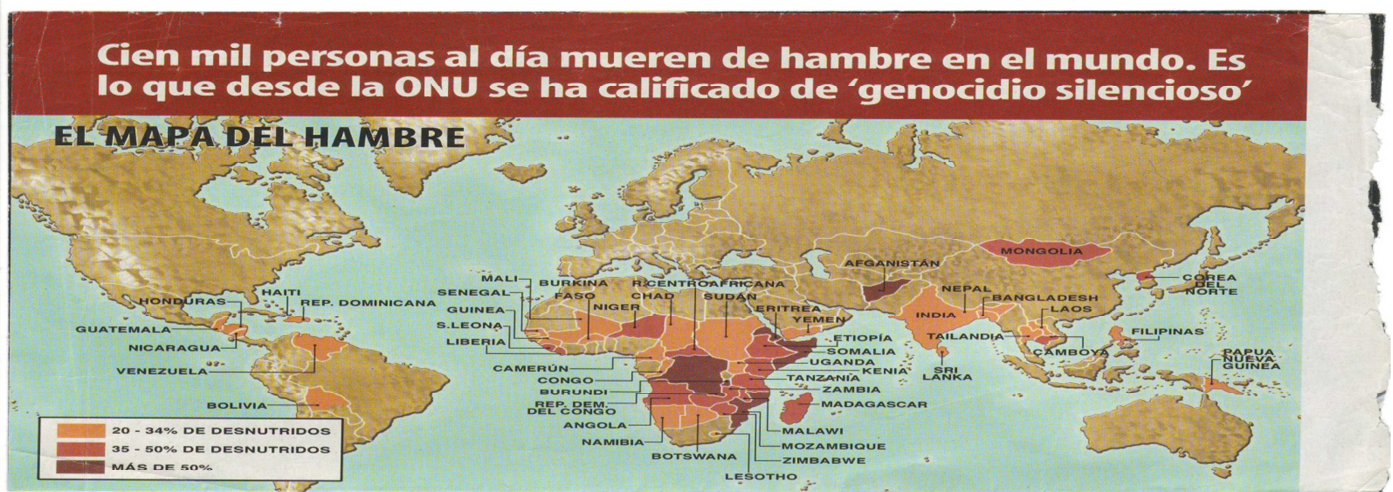 Cien mil personas al día mueren de hambre en el mundo. Es
lo que desde la ONU se ha calificado de ‘genocidio silencioso’
EL MAPA DEL HAMBRE
MONGOLIA
AFGANISTÁN
COREA
DEL
NORTE
MALI
BURKINA
FASO
R.CENTROAFRICANA
NEPAL
HAITI
SENEGAL
NIGER
CHAD
SUDÁN
BANGLADESH
HONDURAS
REP. DOMINICANA
GUINEA
ERITREA
LAOS
YEMEN
INDIA
GUATEMALA
S.LEONA
ETIOPÍA
TAILANDIA
FILIPINAS
NICARAGUA
LIBERIA
SOMALIA
CAMBOYA
PAPUA
NUEVA
GUINEA
VENEZUELA
CAMERÚN
UGANDA
KENIA
SRI
LANKA
CONGO
TANZANÍA
BURUNDI
ZAMBIA
BOLIVIA
REP. DEM.
DEL CONGO
MADAGASCAR
ANGOLA
MALAWI
NAMIBIA
MOZAMBIQUE
BOTSWANA
ZIMBABWE
LESOTHO
20 - 34% DE DESNUTRIDOS
35 - 50% DE DESNUTRIDOS
MÁS DE 50%